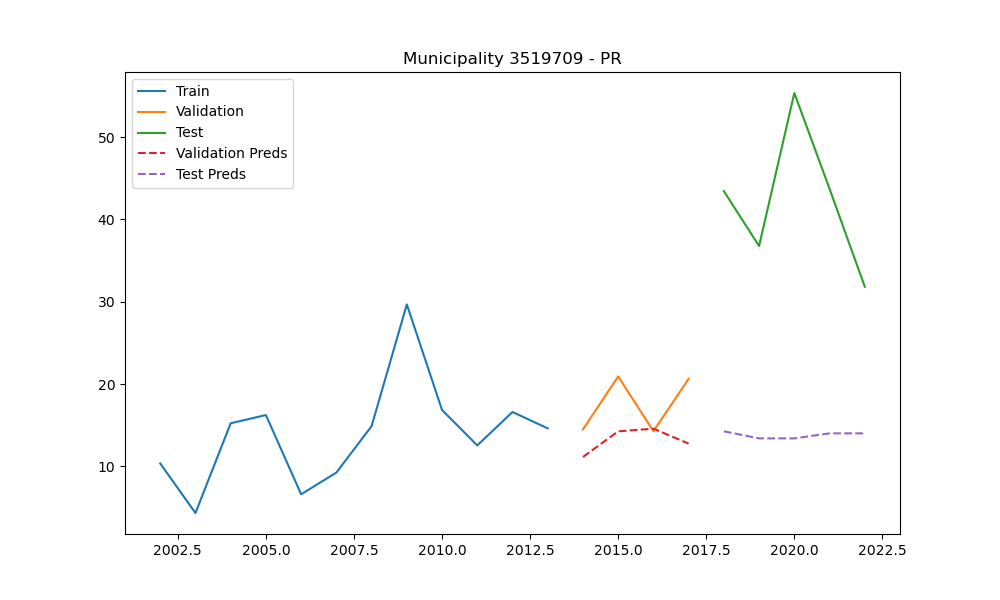 Municipality 3519709 - PR
Train
Validation
Test
Validation Preds
Test Preds
50
40
30
20
10
2002.5 2005.0 2007.5 2010.0 2012.5 2015.0 2017.5 2020.0 2022.5